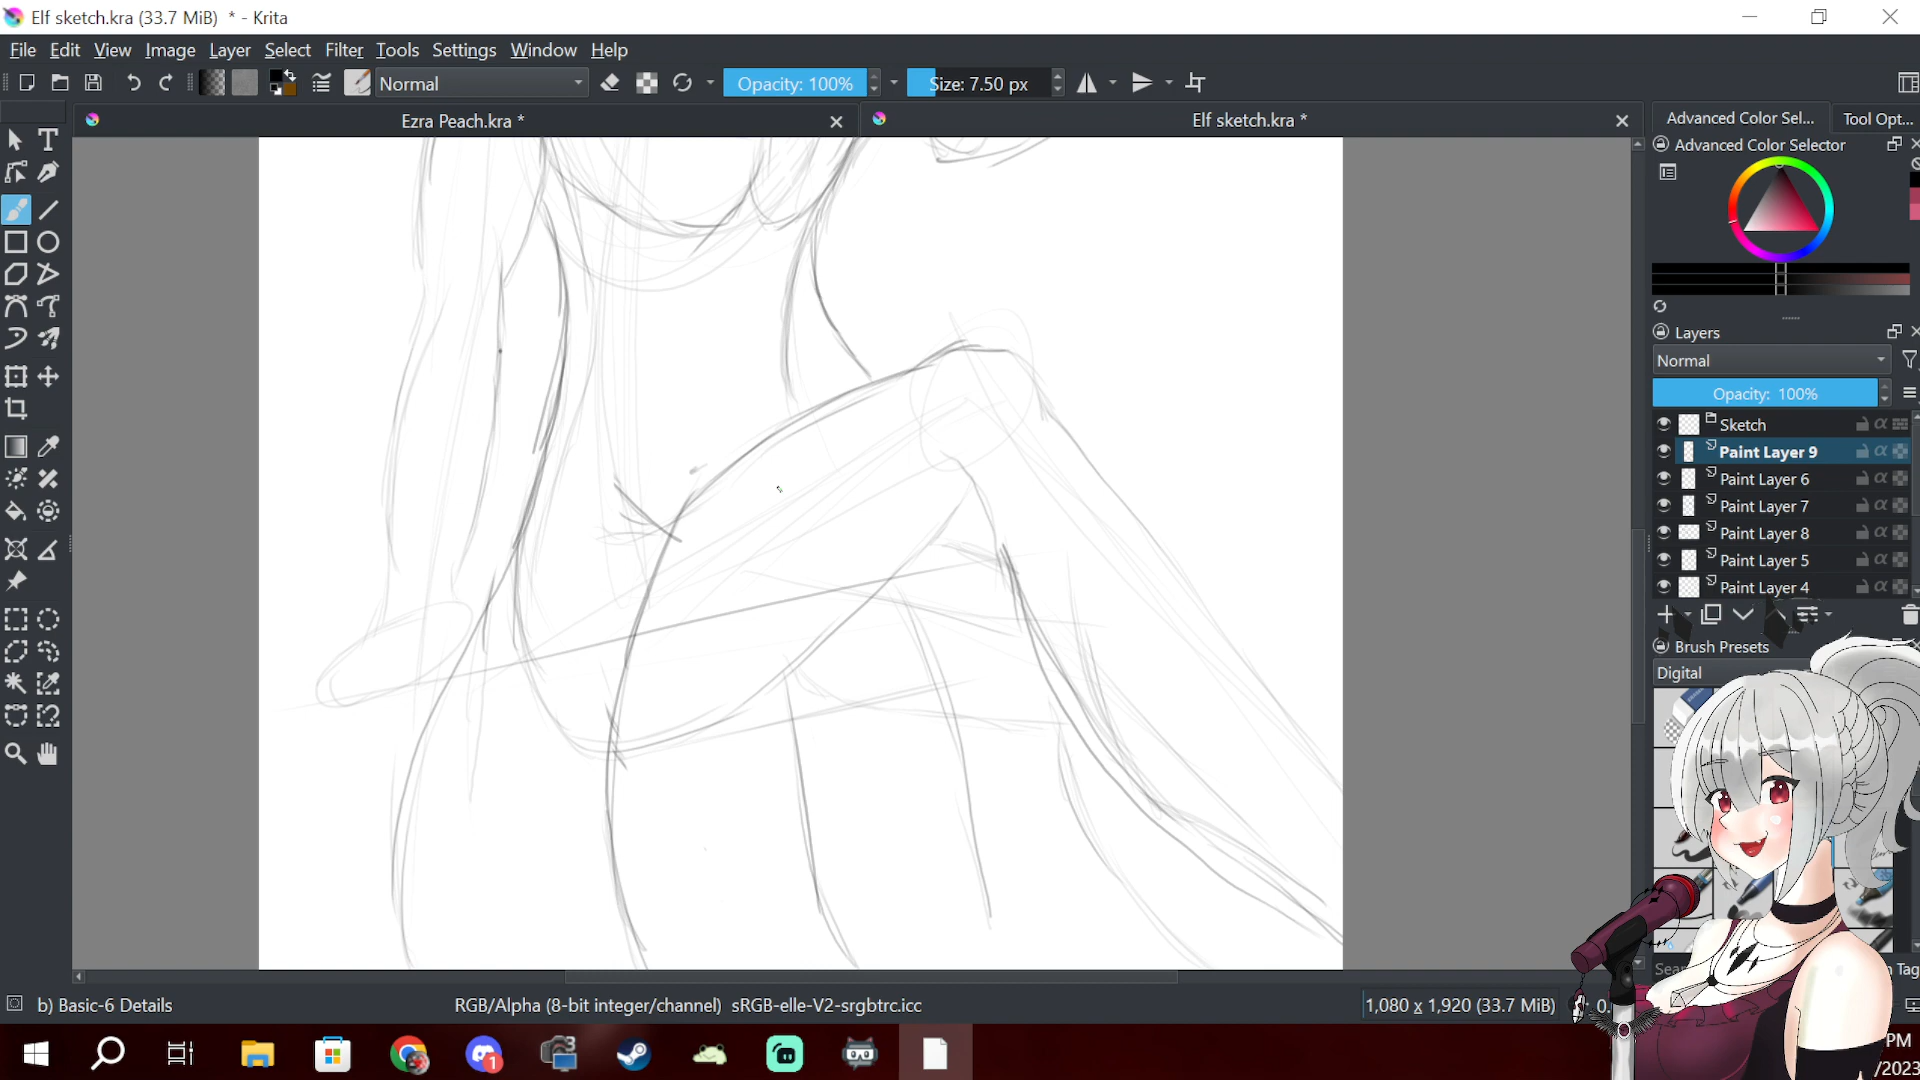 Elf sketch.kra (33.7 MiB) * - Krita
File Edit View Image Layer Select Filter Tools Settings Window Help
Normal
Opacity: 100%
Size: 7.50 px
Ezra Peach.kra *
Elf sketch.kra *
Advanced Color Sel...
Tool Opt...
Advanced Color Selector
Layers
Normal
Opacity: 100%
Sketch
Paint Layer 9
Paint Layer 6
Paint Layer 7
Paint Layer 8
Paint Layer 5
Paint Layer 4
Brush Presets
Digital
Tag
b) Basic-6 Details
RGB/Alpha (8-bit integer/channel) sRGB-elle-V2-srgbtrc.icc
1,080 x 1,920 (33.7 MiB)
PM
/2023
3
1